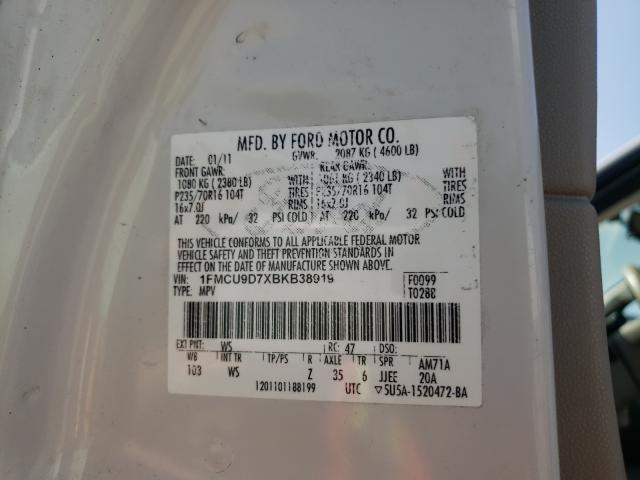 MFD. BY FORD MOTOR CO.
DATE: 01/11 GVWR: 2087 KG ( 4600 LB)
FRONT GAWR: REAR GAWR:
1080 KG ( 2380 LB) WITH 1061 KG ( 2340 LB) WITH
P235/70R16 104T TIRES P235/70R16 104T TIRES
16x7.0J RIMS 16x7.0J RIMS
AT 220 kPa/ 32 PSI COLD AT 220 kPa/ 32 PSI COLD
THIS VEHICLE CONFORMS TO ALL APPLICABLE FEDERAL MOTOR
VEHICLE SAFETY AND THEFT PREVENTION STANDARDS IN
EFFECT ON THE DATE OF MANUFACTURE SHOWN ABOVE.
VIN: 1FMCU9D7XBKB38919 F0099
TYPE: MPV T0288
EXT PNT: WS RC: 47 DSO:
WB INT TR TP/PS R AXLE TR SPR AM71A
103 WS Z 35 6 JJEE 20A
1201101188199 UTC ▽5U5A-1520472-BA